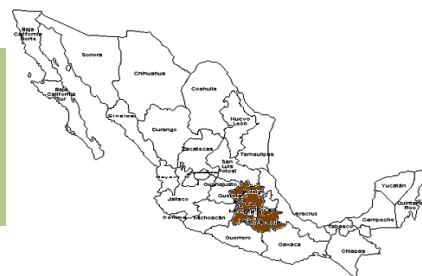 Baja
California
Norte
Sonora
Chihuahua
Coahuila
Baja
California
Sur
Sinaloa
Nuevo
León
Durango
Tamaulipas
Zacatecas
San
Luis
Potosí
Nayarit
Guanajuato
Jalisco
Colima
Michoacán
Guerrero
Oaxaca
Veracruz
Tabasco
Chiapas
Campeche
Yucatán
Quintana
Roo